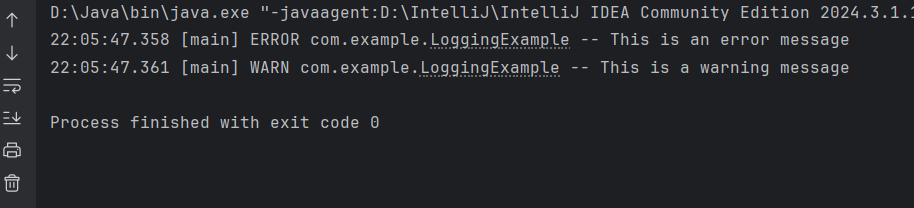 D:\Java\bin\java.exe "-javaagent:D:\IntelliJ\IntelliJ IDEA Community Edition 2024.3.1.1
22:05:47.358 [main] ERROR com.example.LoggingExample -- This is an error message
22:05:47.361 [main] WARN com.example.LoggingExample -- This is a warning message
Process finished with exit code 0